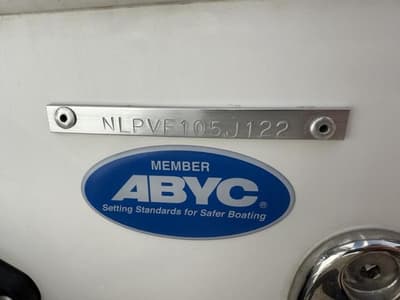 NLPVF105J122
MEMBER
ABYC®
Setting Standards for Safer Boating